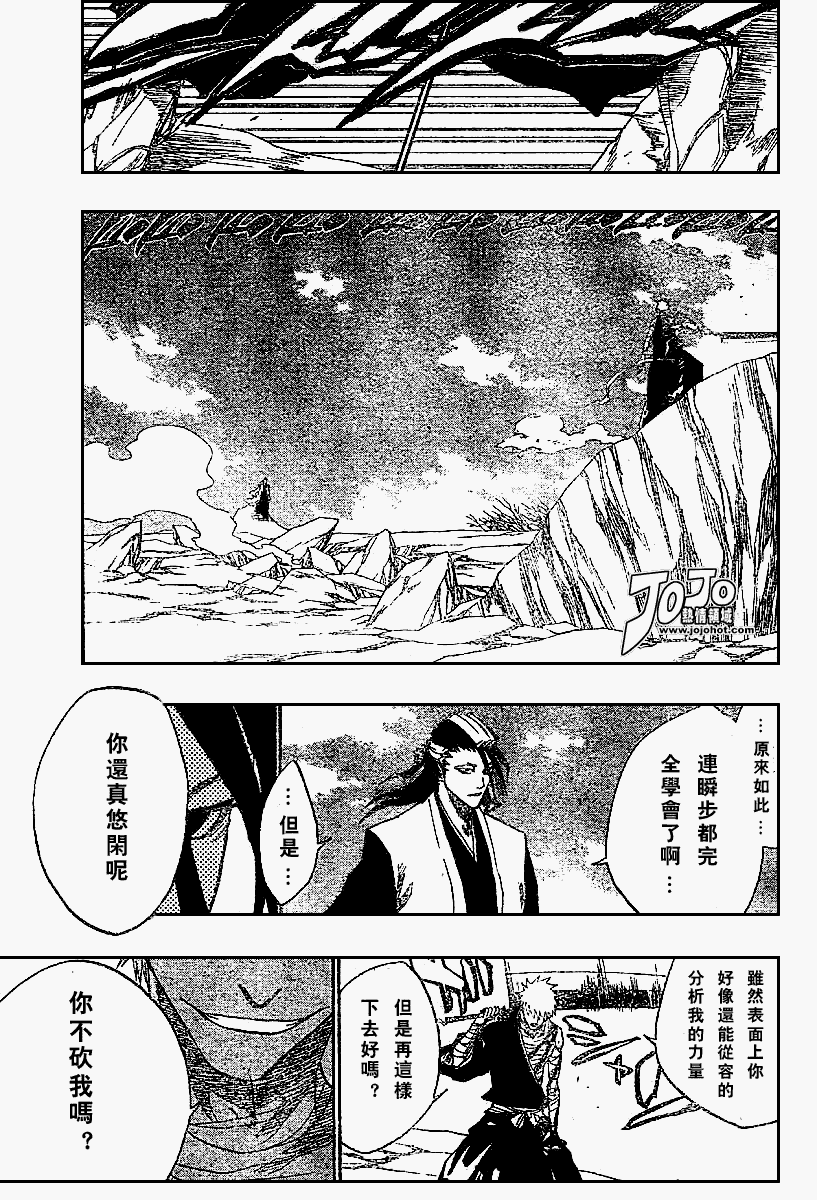 JOJO
熱情漫畫
www.jojohot.com
…原來如此…
連瞬步都完
全學會了啊…
…但是…
你還真悠閑呢
雖然表面上你
好像還能從容的
分析我的力量
但是再這樣
下去好嗎？
你不砍我嗎？